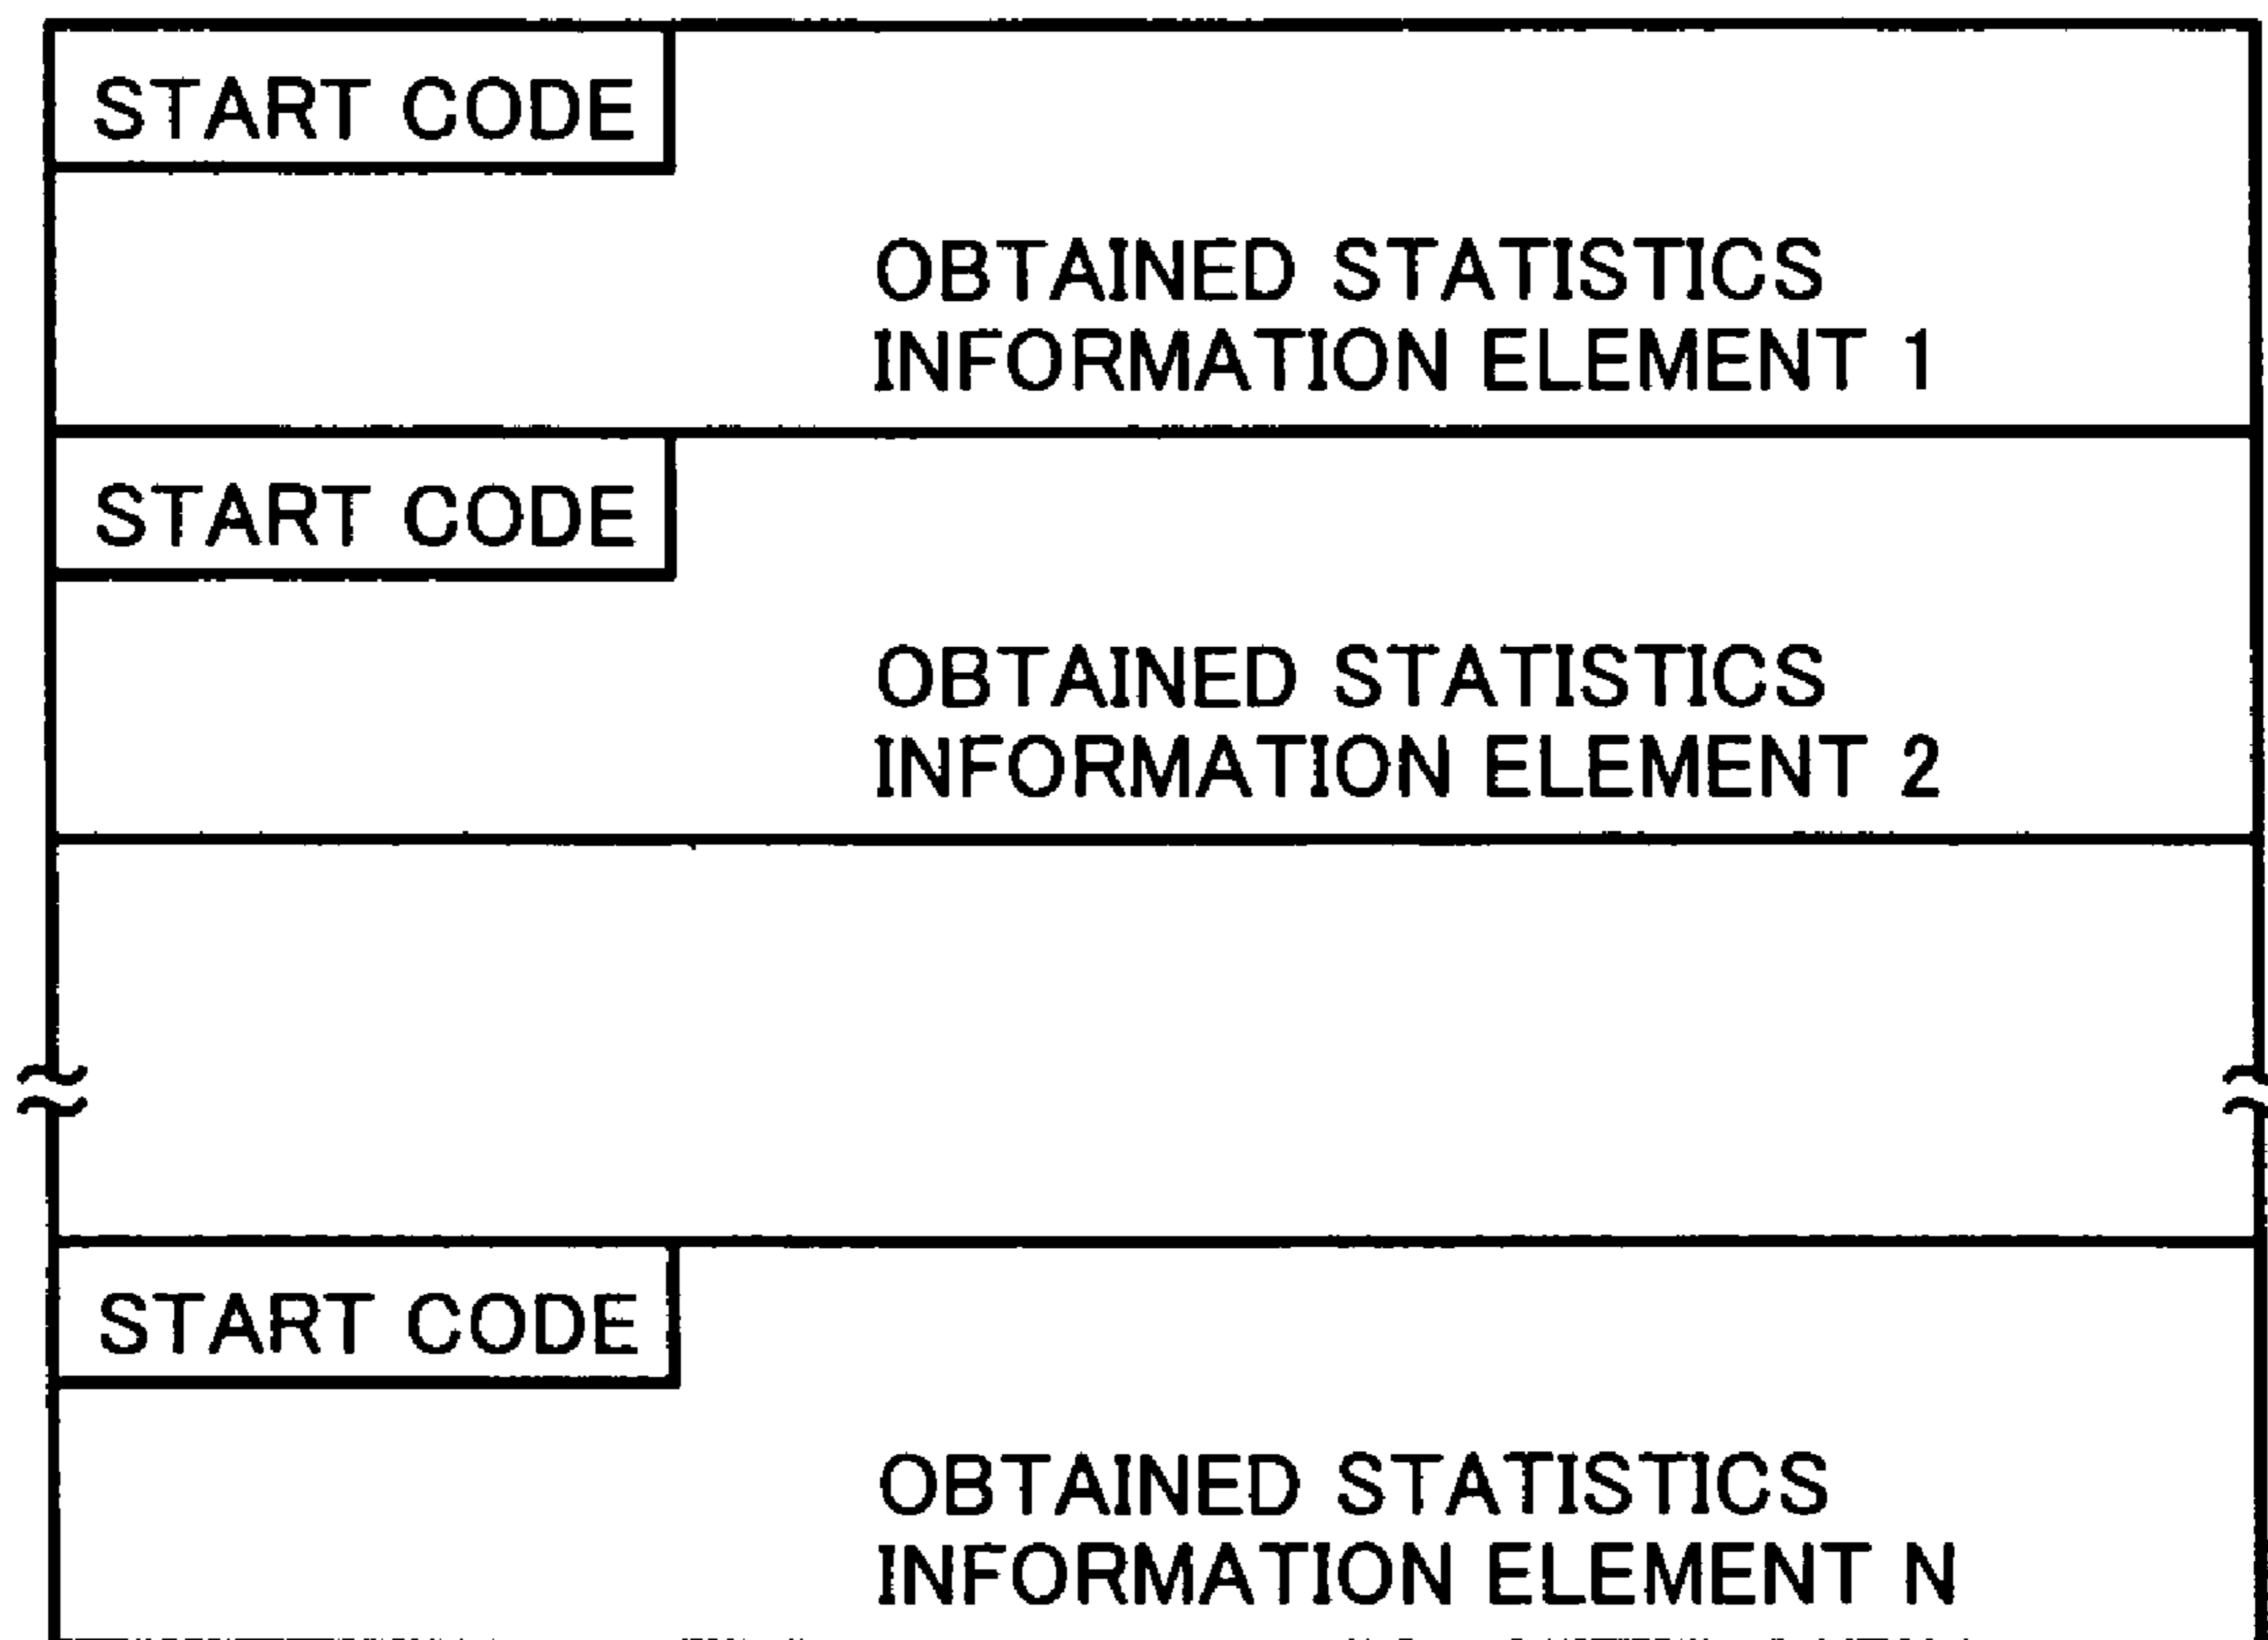 START CODE
OBTAINED STATISTICS
INFORMATION ELEMENT 1
START CODE
OBTAINED STATISTICS
INFORMATION ELEMENT 2
START CODE
OBTAINED STATISTICS
INFORMATION ELEMENT N